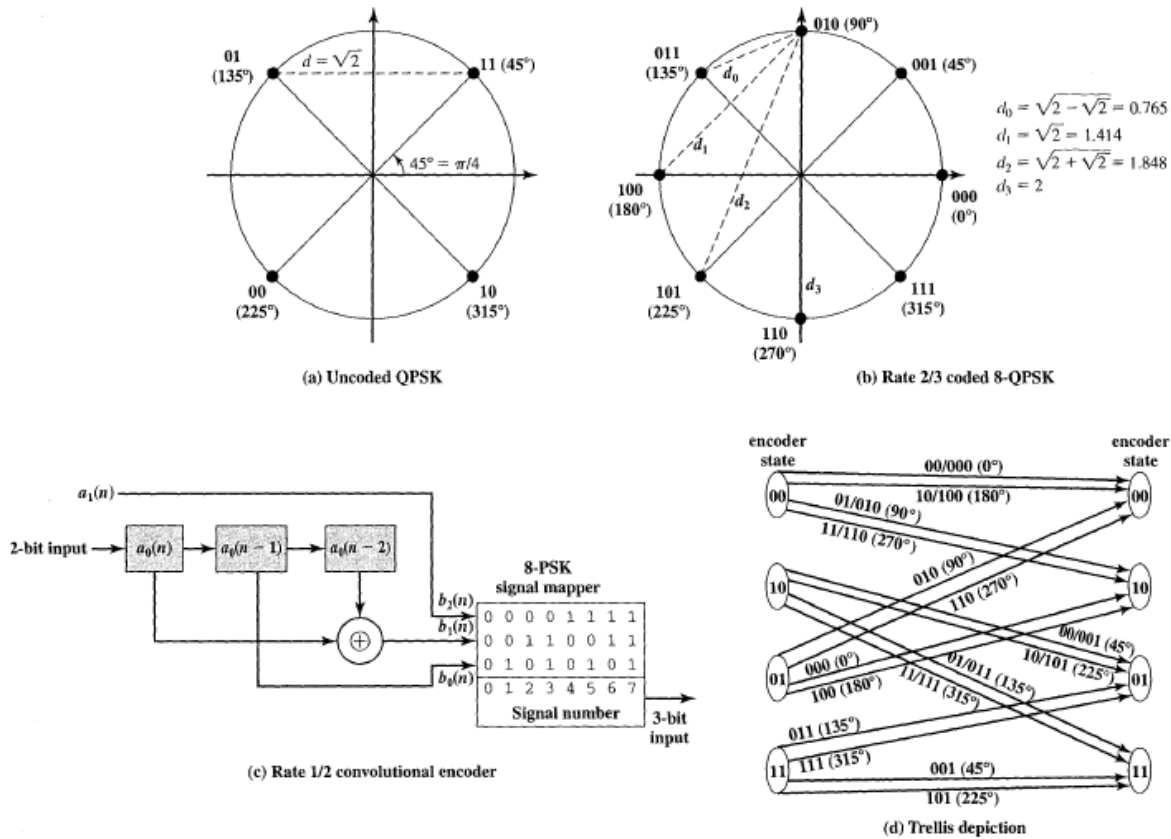 01
(135°)
d = √2
11 (45°)
45° = π/4
00
(225°)
10
(315°)
(a) Uncoded QPSK
010 (90°)
011
(135°)
d₀
001 (45°)
d₁
100
(180°)
d₂
000
(0°)
101
(225°)
d₃
111
(315°)
110
(270°)
d₀ = √(2 − √2) = 0.765
d₁ = √2 = 1.414
d₂ = √(2 + √2) = 1.848
d₃ = 2
(b) Rate 2/3 coded 8-QPSK
a₁(n)
2-bit input
a₀(n)
a₀(n − 1)
a₀(n − 2)
8-PSK
signal mapper
b₂(n)
0 0 0 0 1 1 1 1
b₁(n)
0 0 1 1 0 0 1 1
b₀(n)
0 1 0 1 0 1 0 1
0 1 2 3 4 5 6 7
Signal number
3-bit
input
(c) Rate 1/2 convolutional encoder
encoder
state
encoder
state
00
00/000 (0°)
10/100 (180°)
00
01/010 (90°)
11/110 (270°)
010 (90°)
110 (270°)
10
10
00/001 (45°)
10/101 (225°)
000 (0°)
100 (180°)
01/011 (135°)
11/111 (315°)
01
01
011 (135°)
111 (315°)
11
001 (45°)
101 (225°)
11
(d) Trellis depiction